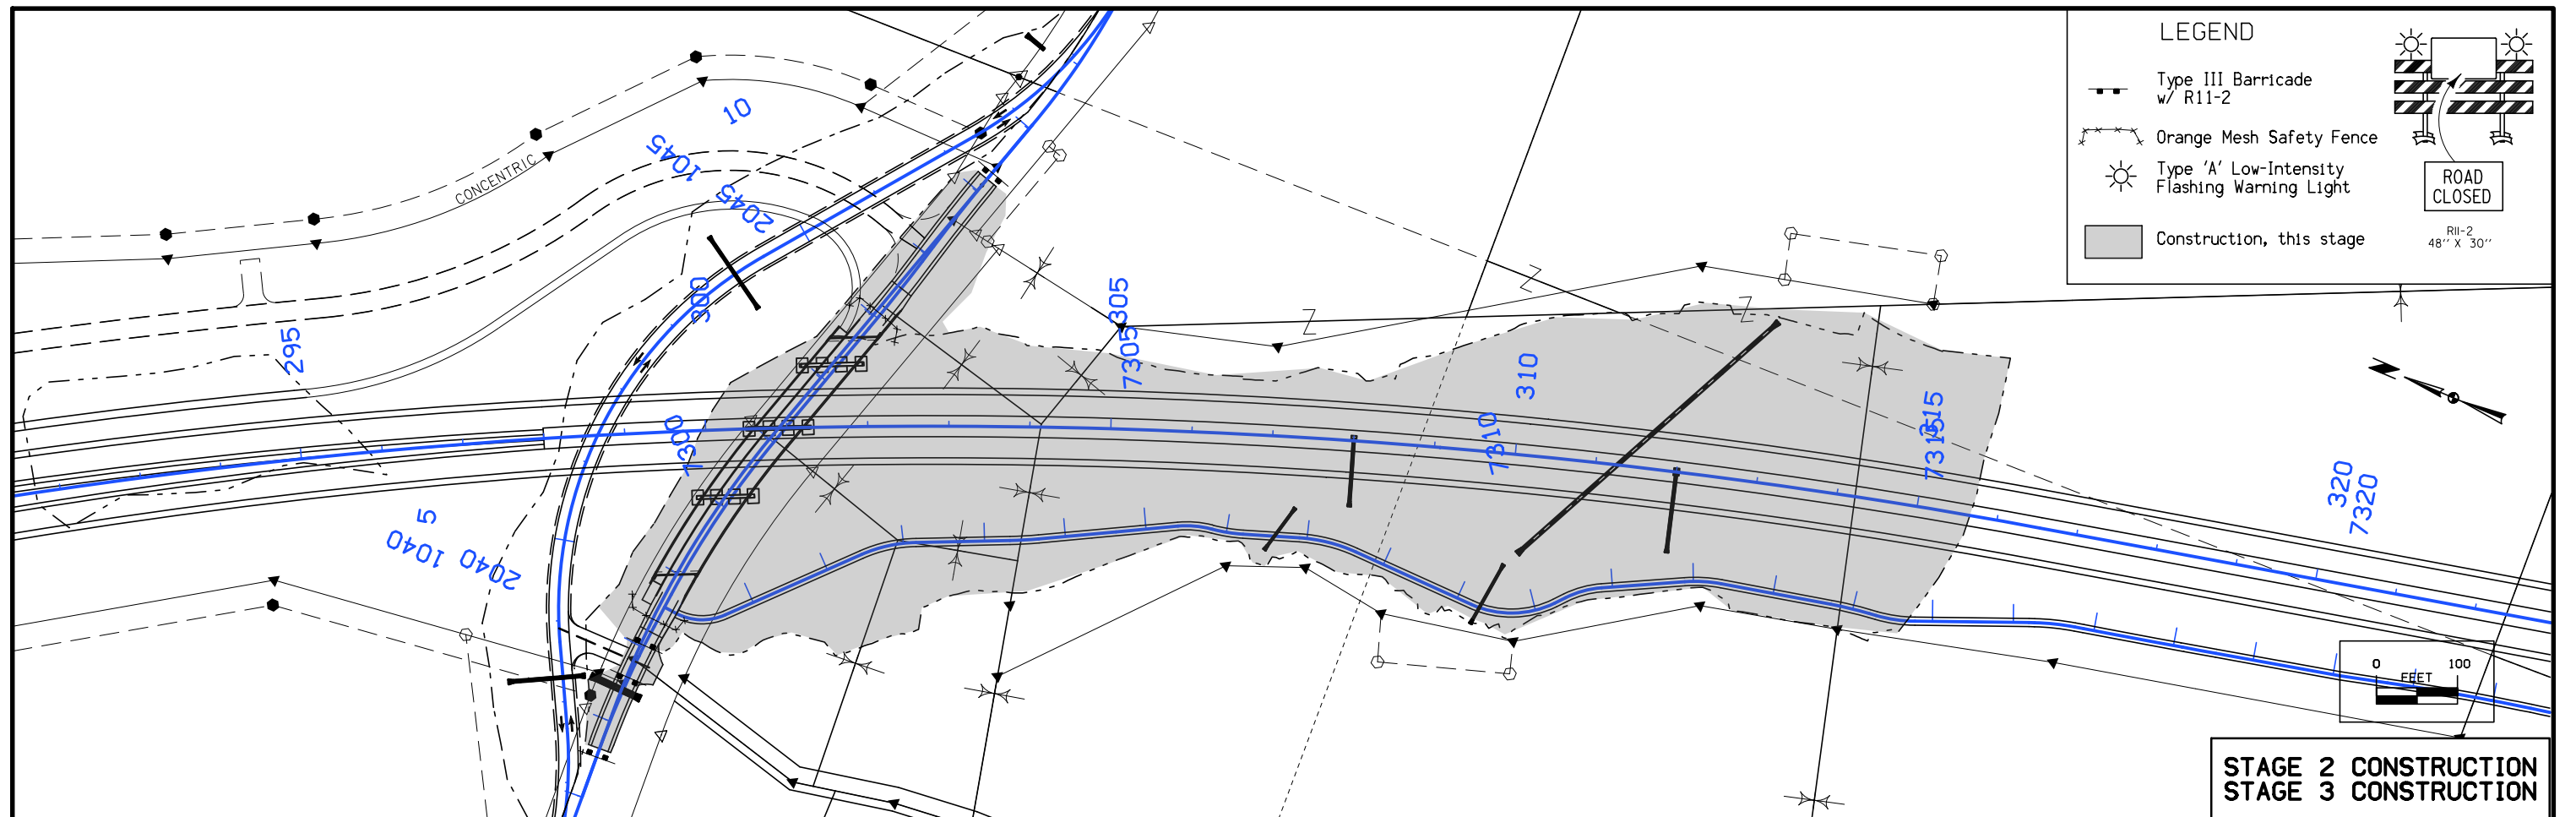 LEGEND
Type III Barricade
w/ R11-2
Orange Mesh Safety Fence
Type 'A' Low-Intensity
Flashing Warning Light
Construction, this stage
ROAD
CLOSED
R11-2
48'' X 30''
CONCENTRIC
10
1045
2045
300
295
305
7305
310
7310
315
7315
320
7320
7300
5
1040
2040
1040
Z
Z
Z
0 100
FEET
STAGE 2 CONSTRUCTION
STAGE 3 CONSTRUCTION